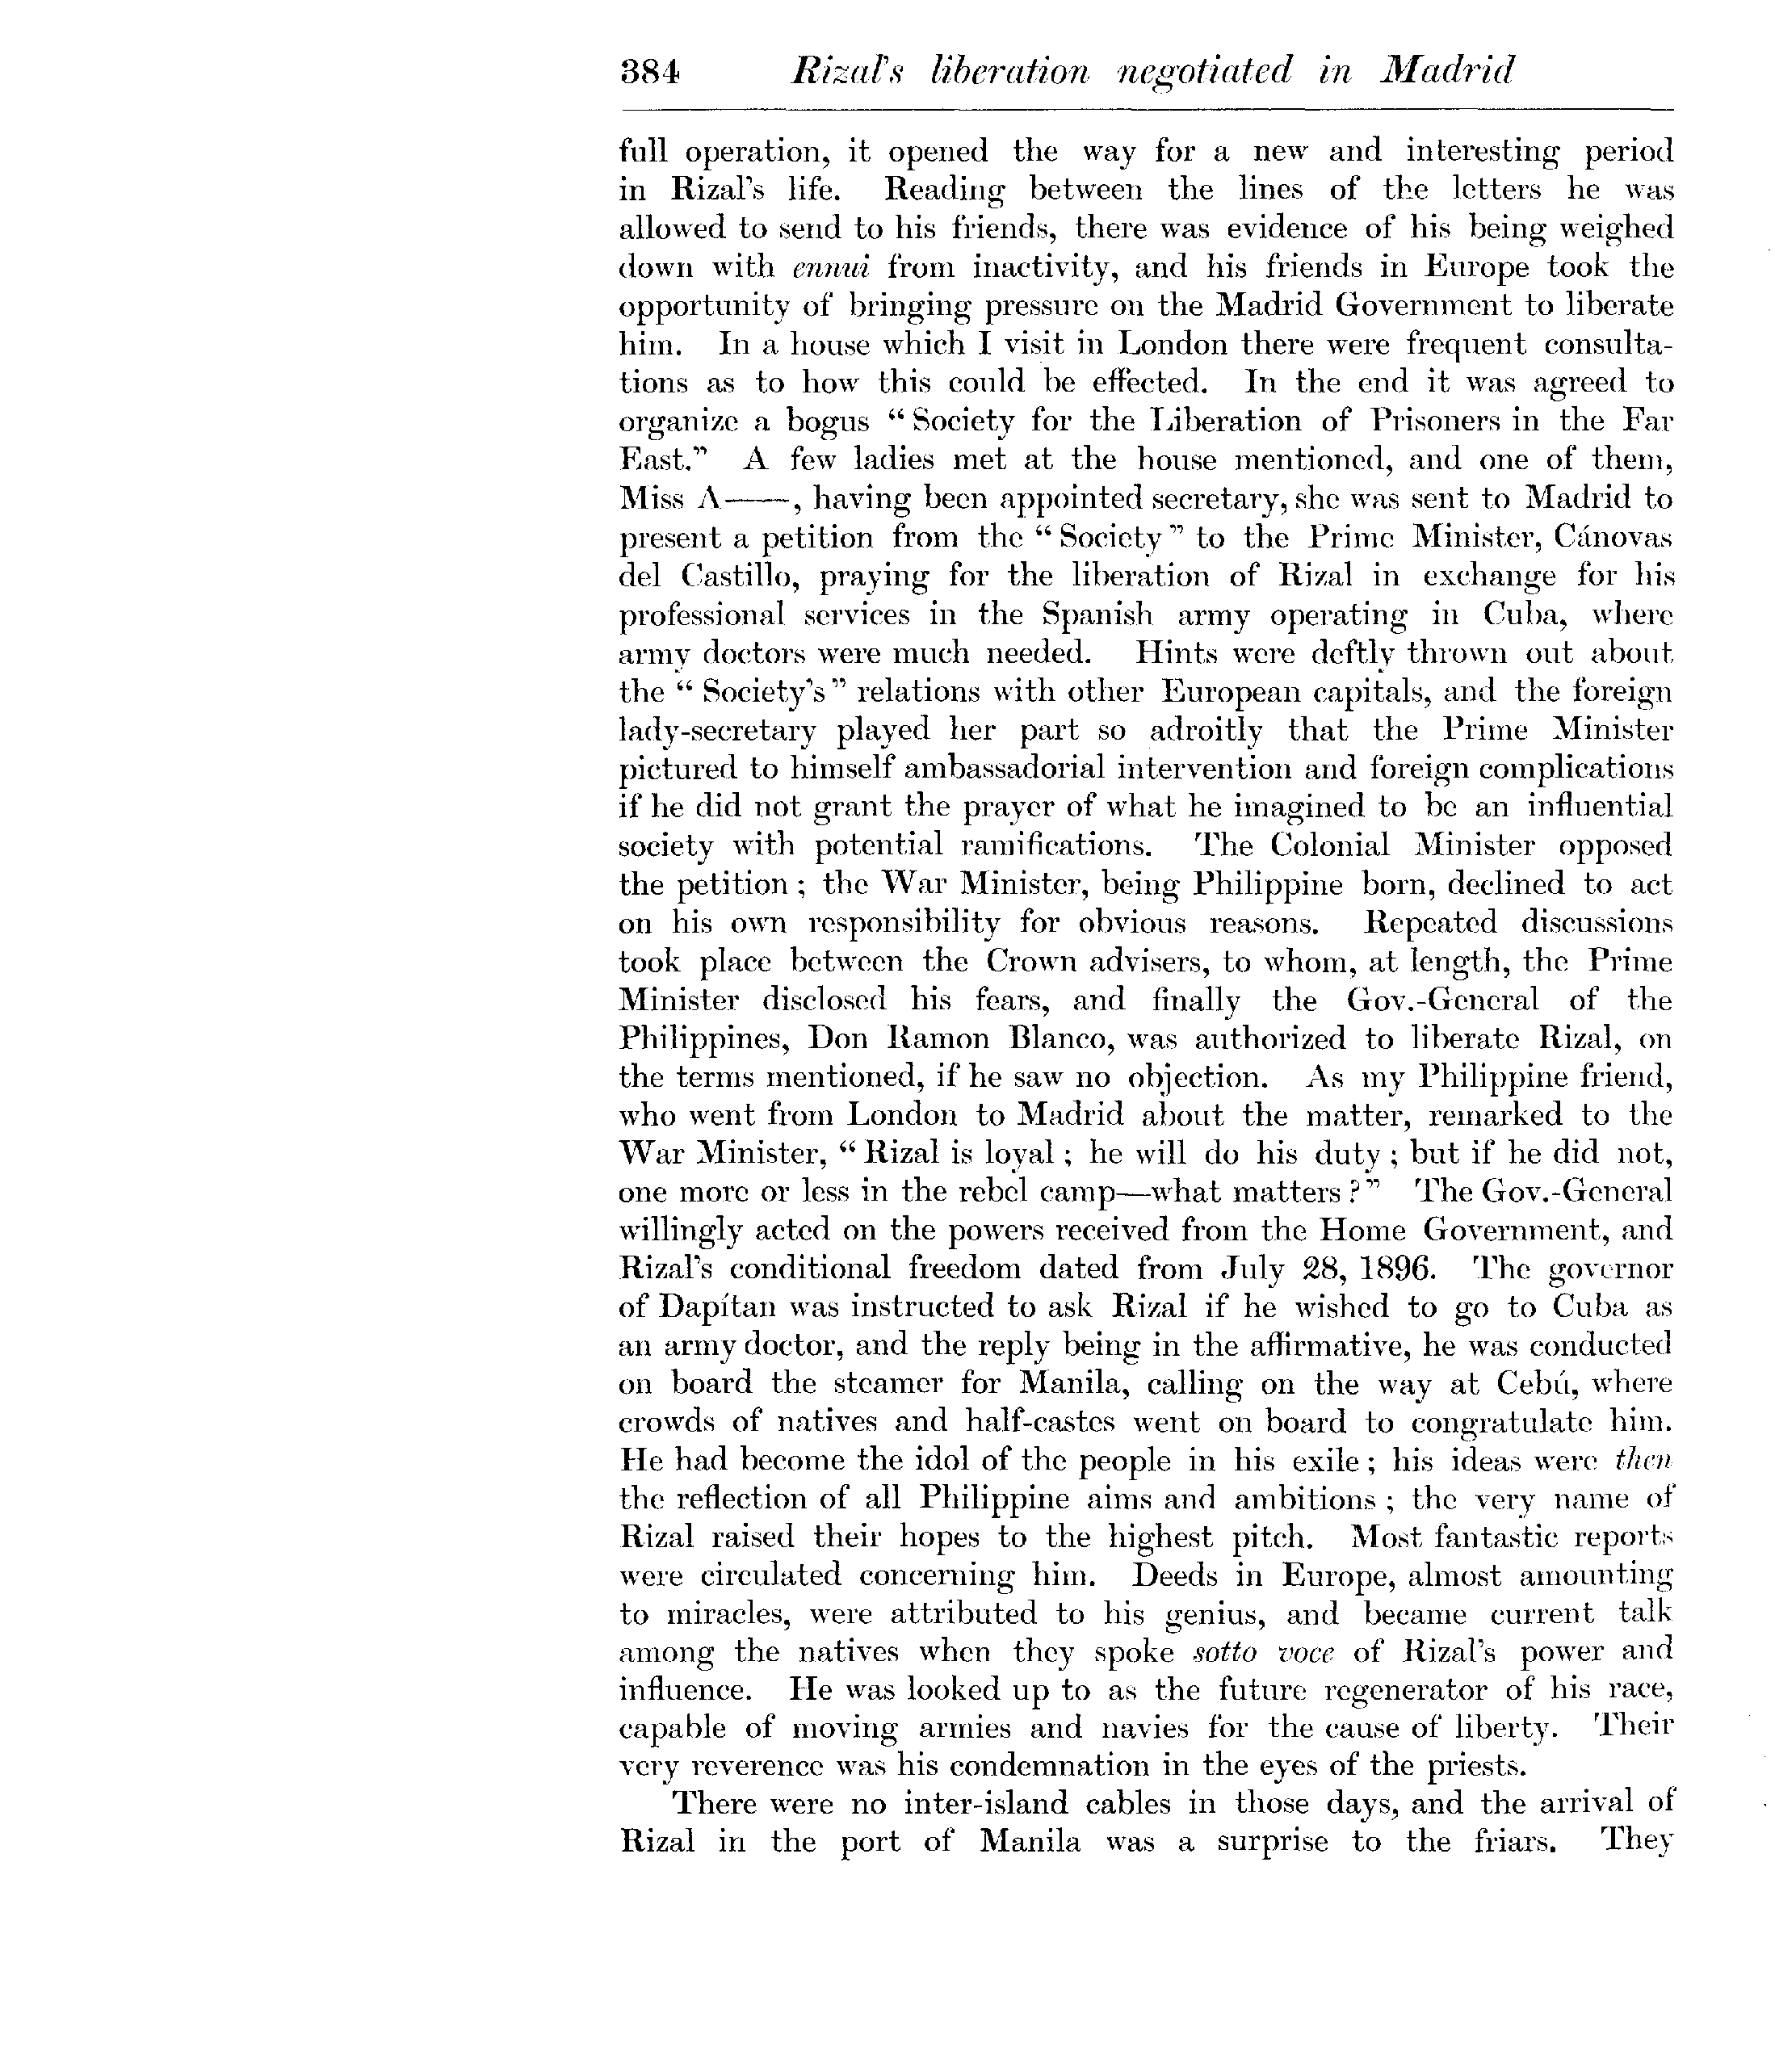 384 Rizal's liberation negotiated in Madrid
full operation, it opened the way for a new and interesting period
in Rizal's life. Reading between the lines of the letters he was
allowed to send to his friends, there was evidence of his being weighed
down with ennui from inactivity, and his friends in Europe took the
opportunity of bringing pressure on the Madrid Government to liberate
him. In a house which I visit in London there were frequent consulta-
tions as to how this could be effected. In the end it was agreed to
organize a bogus “Society for the Liberation of Prisoners in the Far
East.” A few ladies met at the house mentioned, and one of them,
Miss A——, having been appointed secretary, she was sent to Madrid to
present a petition from the “Society” to the Prime Minister, Cánovas
del Castillo, praying for the liberation of Rizal in exchange for his
professional services in the Spanish army operating in Cuba, where
army doctors were much needed. Hints were deftly thrown out about
the “Society's” relations with other European capitals, and the foreign
lady-secretary played her part so adroitly that the Prime Minister
pictured to himself ambassadorial intervention and foreign complications
if he did not grant the prayer of what he imagined to be an influential
society with potential ramifications. The Colonial Minister opposed
the petition; the War Minister, being Philippine born, declined to act
on his own responsibility for obvious reasons. Repeated discussions
took place between the Crown advisers, to whom, at length, the Prime
Minister disclosed his fears, and finally the Gov.-General of the
Philippines, Don Ramon Blanco, was authorized to liberate Rizal, on
the terms mentioned, if he saw no objection. As my Philippine friend,
who went from London to Madrid about the matter, remarked to the
War Minister, “Rizal is loyal; he will do his duty; but if he did not,
one more or less in the rebel camp—what matters?” The Gov.-General
willingly acted on the powers received from the Home Government, and
Rizal's conditional freedom dated from July 28, 1896. The governor
of Dapítan was instructed to ask Rizal if he wished to go to Cuba as
an army doctor, and the reply being in the affirmative, he was conducted
on board the steamer for Manila, calling on the way at Cebú, where
crowds of natives and half-castes went on board to congratulate him.
He had become the idol of the people in his exile; his ideas were then
the reflection of all Philippine aims and ambitions; the very name of
Rizal raised their hopes to the highest pitch. Most fantastic reports
were circulated concerning him. Deeds in Europe, almost amounting
to miracles, were attributed to his genius, and became current talk
among the natives when they spoke sotto voce of Rizal's power and
influence. He was looked up to as the future regenerator of his race,
capable of moving armies and navies for the cause of liberty. Their
very reverence was his condemnation in the eyes of the priests.
There were no inter-island cables in those days, and the arrival of
Rizal in the port of Manila was a surprise to the friars. They